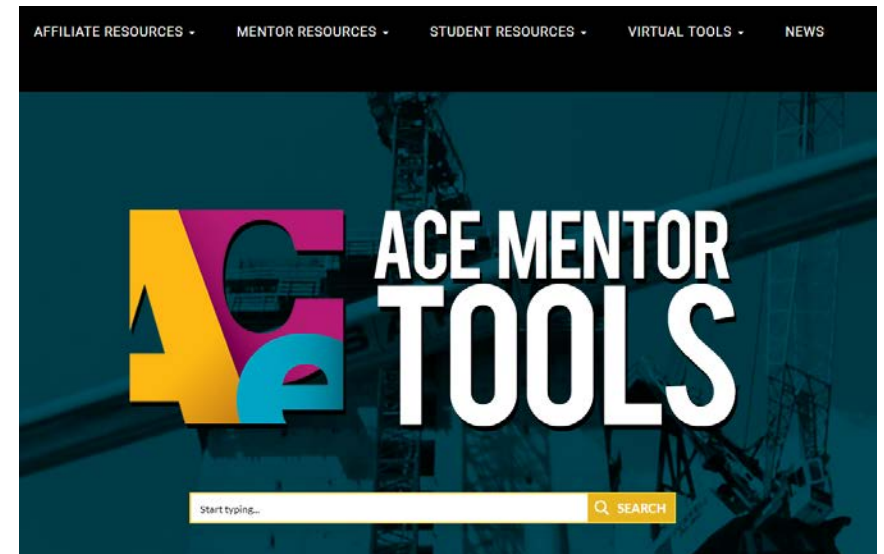 AFFILIATE RESOURCES MENTOR RESOURCES STUDENT RESOURCES VIRTUAL TOOLS NEWS
ACe
ACE MENTOR
TOOLS
Start typing... SEARCH